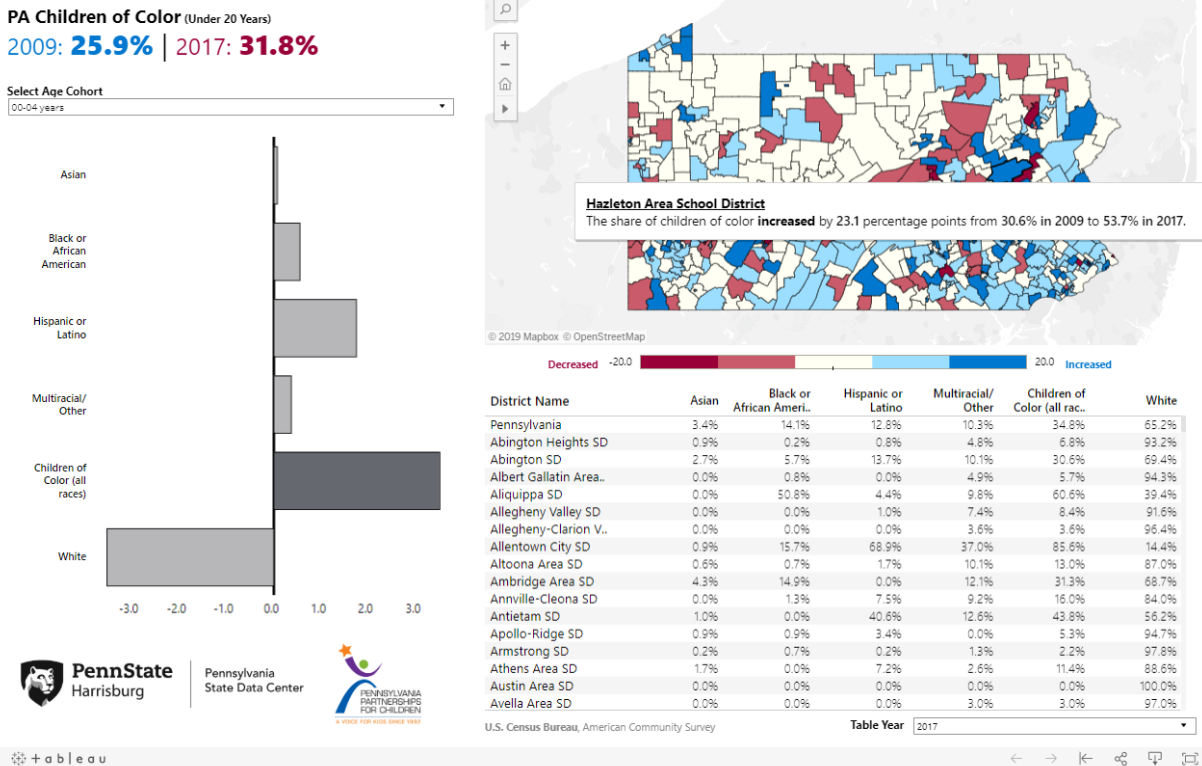 PA Children of Color (Under 20 Years)
2009: 25.9% | 2017: 31.8%
Select Age Cohort
00-04 years
Asian
Black or
African
American
Hispanic or
Latino
Multiracial/
Other
Children of
Color (all
races)
White
-3.0 -2.0 -1.0 0.0 1.0 2.0 3.0
PennState
Harrisburg
Pennsylvania
State Data Center
PENNSYLVANIA
PARTNERSHIPS
FOR CHILDREN
A VOICE FOR KIDS SINCE 1992
Hazleton Area School District
The share of children of color increased by 23.1 percentage points from 30.6% in 2009 to 53.7% in 2017.
© 2019 Mapbox © OpenStreetMap
Decreased -20.0 20.0 Increased
District Name Asian Black or African Ameri.. Hispanic or Latino Multiracial/ Other Children of Color (all rac.. White
Pennsylvania 3.4% 14.1% 12.8% 10.3% 34.8% 65.2%
Abington Heights SD 0.9% 0.2% 0.8% 4.8% 6.8% 93.2%
Abington SD 2.7% 5.7% 13.7% 10.1% 30.6% 69.4%
Albert Gallatin Area.. 0.0% 0.8% 0.0% 4.9% 5.7% 94.3%
Aliquippa SD 0.0% 50.8% 4.4% 9.8% 60.6% 39.4%
Allegheny Valley SD 0.0% 0.0% 1.0% 7.4% 8.4% 91.6%
Allegheny-Clarion V.. 0.0% 0.0% 0.0% 3.6% 3.6% 96.4%
Allentown City SD 0.9% 15.7% 68.9% 37.0% 85.6% 14.4%
Altoona Area SD 0.6% 0.7% 1.7% 10.1% 13.0% 87.0%
Ambridge Area SD 4.3% 14.9% 0.0% 12.1% 31.3% 68.7%
Annville-Cleona SD 0.0% 1.3% 7.5% 9.2% 16.0% 84.0%
Antietam SD 1.0% 0.0% 40.6% 12.6% 43.8% 56.2%
Apollo-Ridge SD 0.9% 0.9% 3.4% 0.0% 5.3% 94.7%
Armstrong SD 0.2% 0.7% 0.2% 1.3% 2.2% 97.8%
Athens Area SD 1.7% 0.0% 7.2% 2.6% 11.4% 88.6%
Austin Area SD 0.0% 0.0% 0.0% 0.0% 0.0% 100.0%
Avella Area SD 0.0% 0.0% 0.0% 3.0% 3.0% 97.0%
U.S. Census Bureau, American Community Survey
Table Year 2017
+ a b l e a u